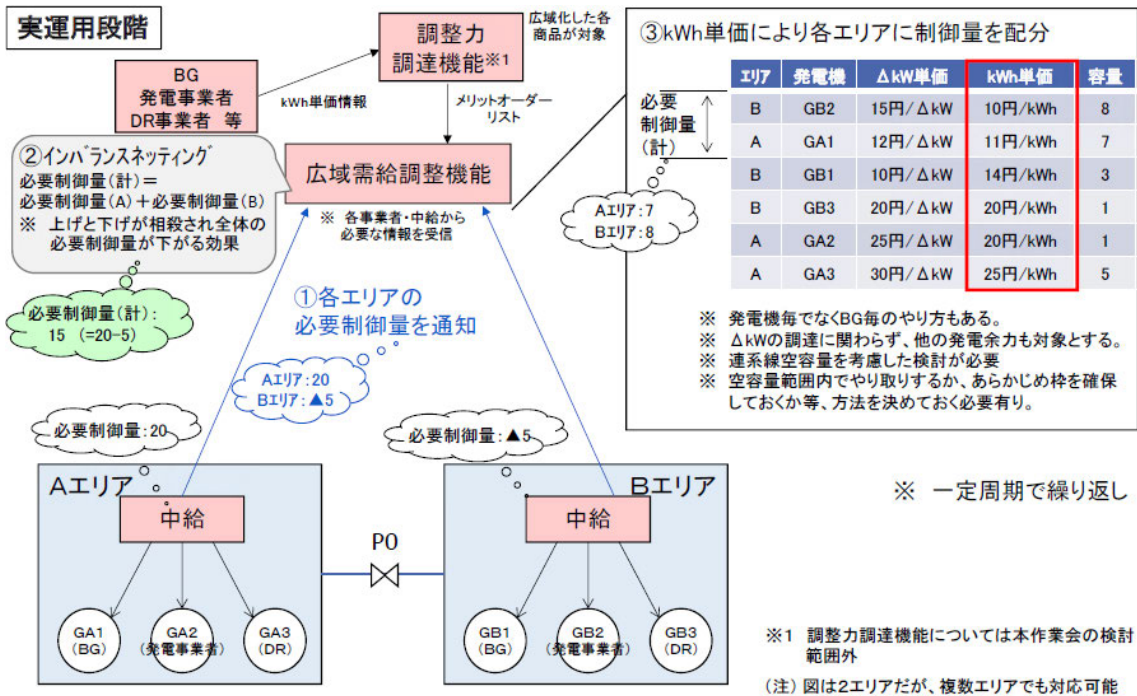 実運用段階
BG
発電事業者
DR事業者 等
kWh単価情報
調整力
調達機能※1
広域化した各
商品が対象
メリットオーダー
リスト
広域需給調整機能
※ 各事業者・中給から
必要な情報を受信
②インバランスネッティング
必要制御量(計)=
必要制御量(A)+必要制御量(B)
※ 上げと下げが相殺され全体の
必要制御量が下がる効果
必要制御量(計):
15 (=20-5)
①各エリアの
必要制御量を通知
Aエリア:20
Bエリア:▲5
必要制御量:20
必要制御量:▲5
Aエリア
中給
GA1
(BG)
GA2
(発電事業者)
GA3
(DR)
PO
Bエリア
中給
GB1
(BG)
GB2
(発電事業者)
GB3
(DR)
③kWh単価により各エリアに制御量を配分
必要
制御量
(計)
Aエリア:7
Bエリア:8
エリア 発電機 ΔkW単価 kWh単価 容量
B GB2 15円/ΔkW 10円/kWh 8
A GA1 12円/ΔkW 11円/kWh 7
B GB1 10円/ΔkW 14円/kWh 3
B GB3 20円/ΔkW 20円/kWh 1
A GA2 25円/ΔkW 20円/kWh 1
A GA3 30円/ΔkW 25円/kWh 5
※ 発電機毎でなくBG毎のやり方もある。
※ ΔkWの調達に関わらず、他の発電余力も対象とする。
※ 連系線空容量を考慮した検討が必要
※ 空容量範囲内でやり取りするか、あらかじめ枠を確保
しておくか等、方法を決めておく必要有り。
※ 一定周期で繰り返し
※1 調整力調達機能については本作業会の検討
範囲外
(注) 図は2エリアだが、複数エリアでも対応可能